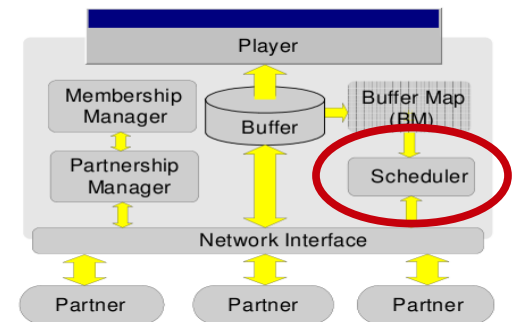 Player
Membership
Manager
Buffer
Buffer Map
(BM)
Partnership
Manager
Scheduler
Network Interface
Partner
Partner
Partner